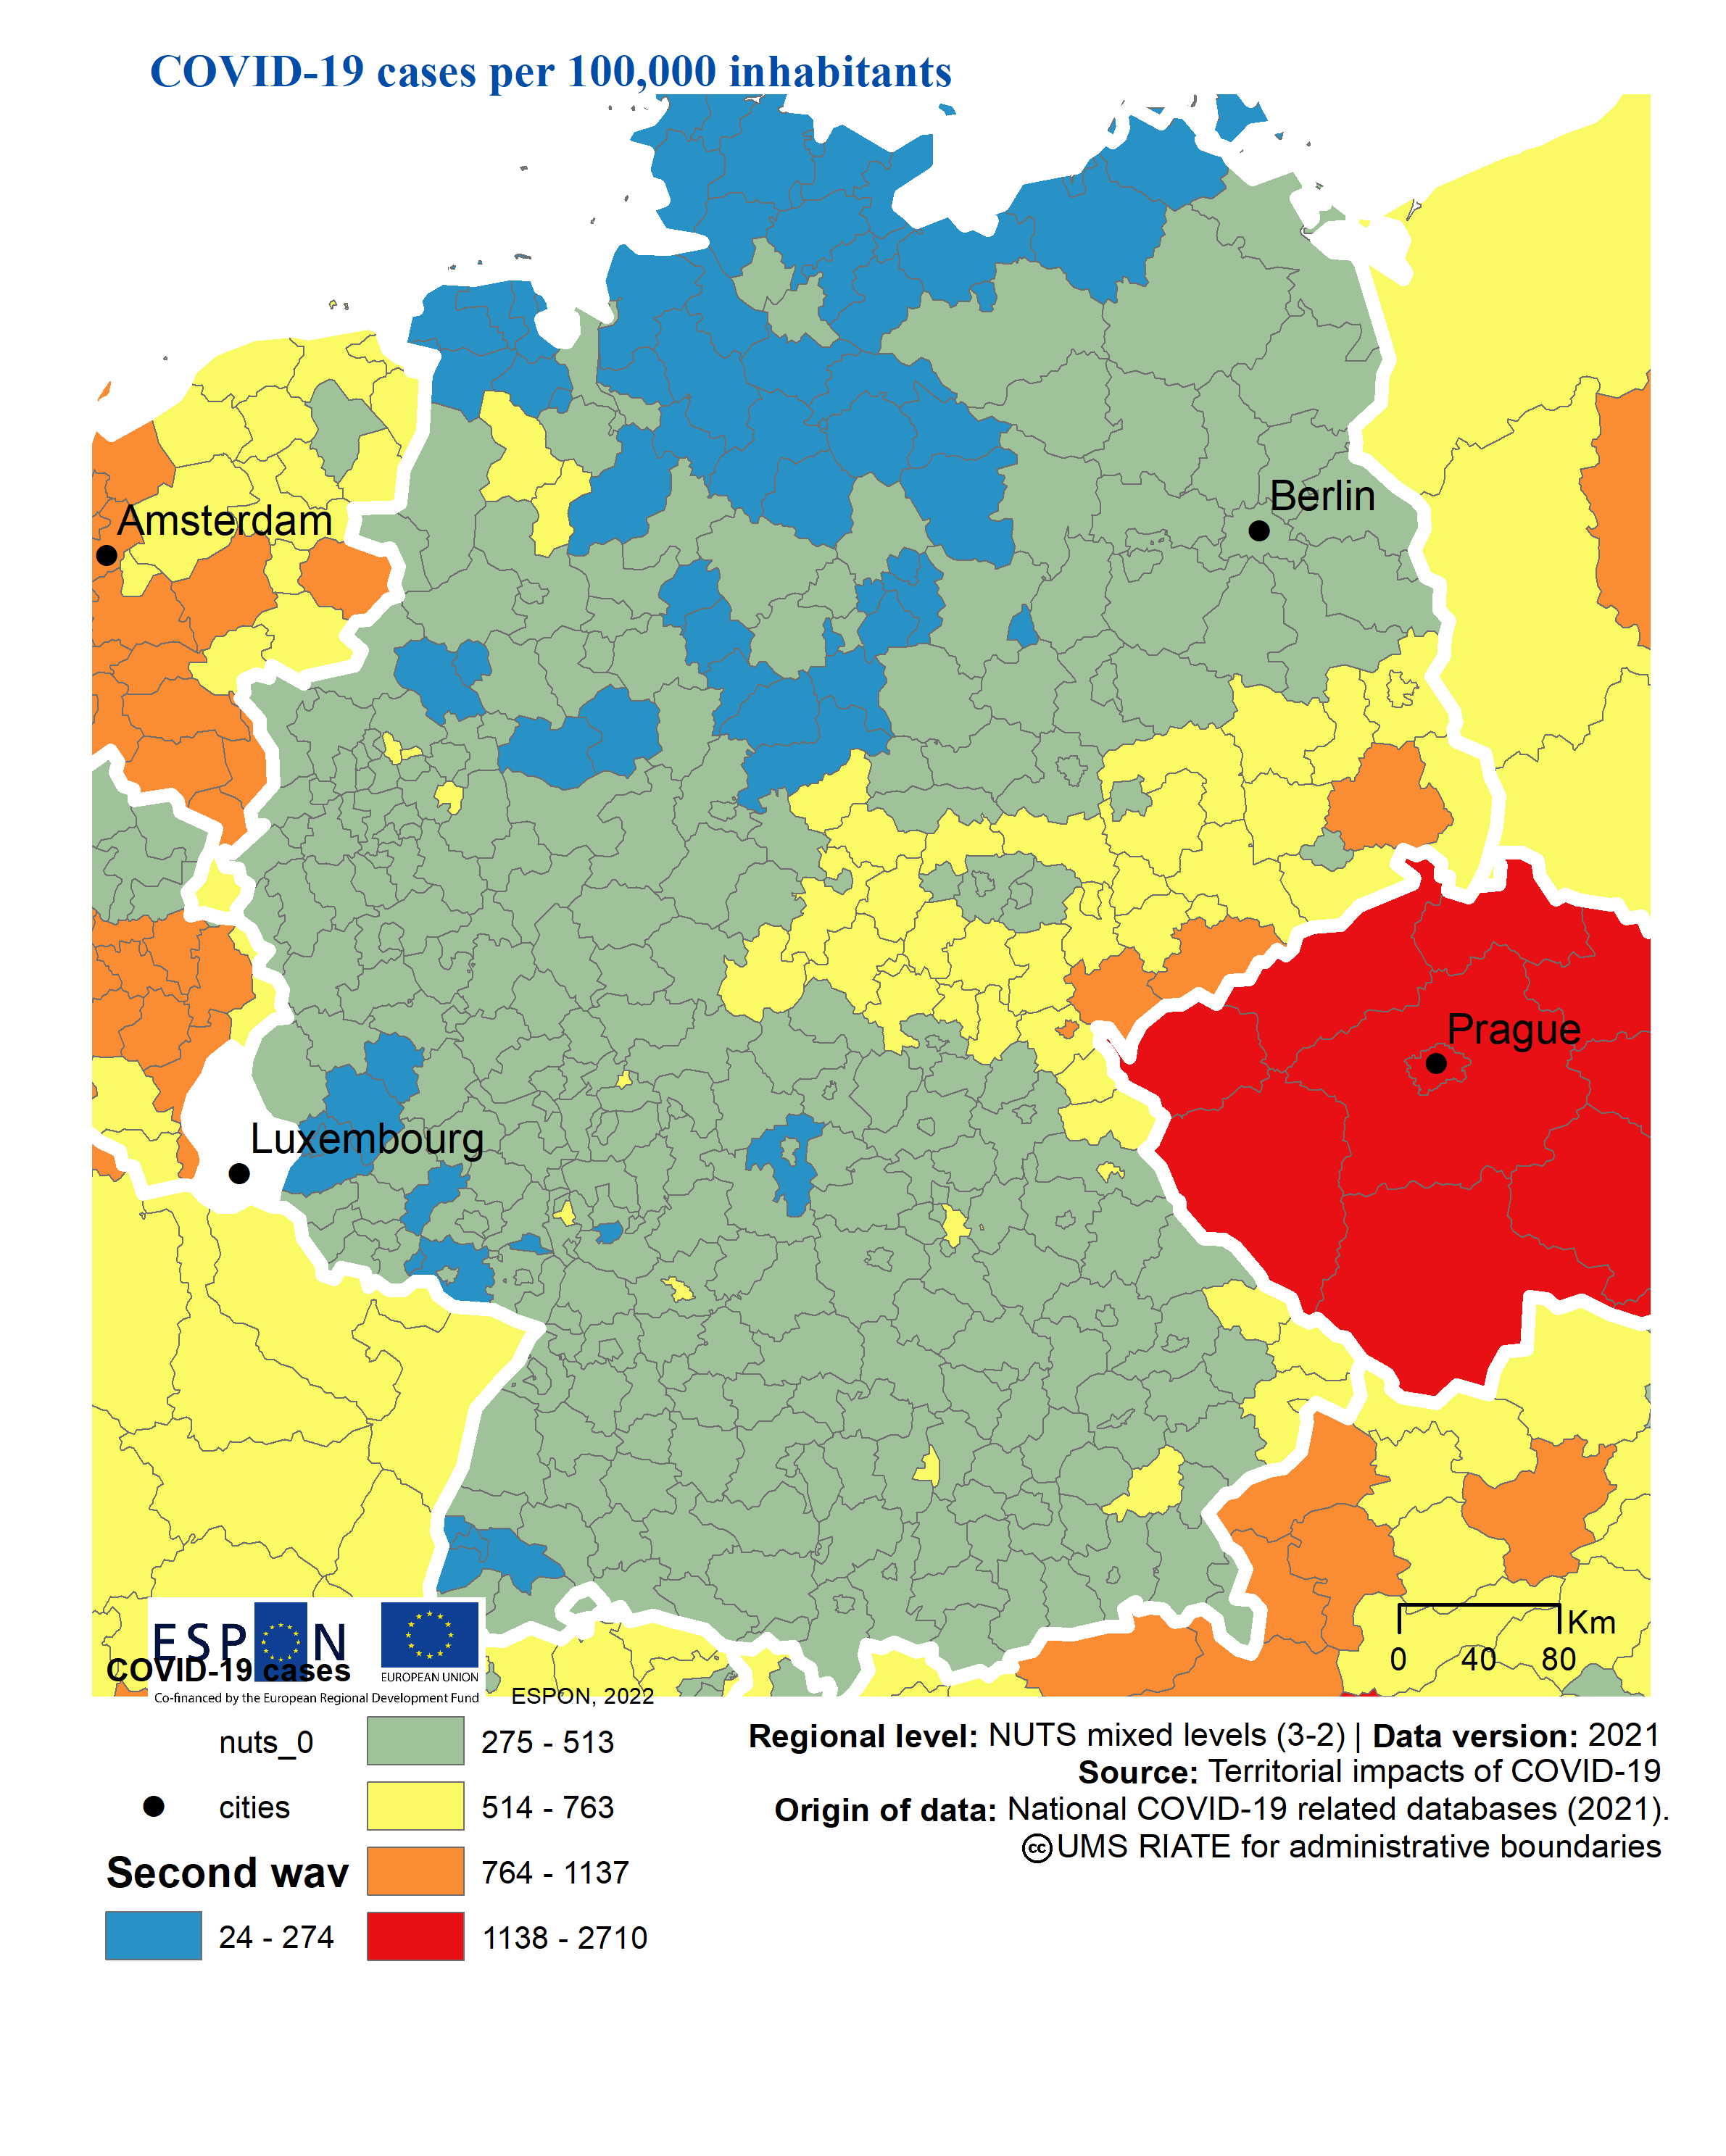 COVID-19 cases per 100,000 inhabitants
Berlin
Amsterdam
Prague
Luxembourg
Km
0 40 80
ESPON
EUROPEAN UNION
COVID-19 cases
Co-financed by the European Regional Development Fund
ESPON, 2022
nuts_0
cities
Second wav
24 - 274
275 - 513
514 - 763
764 - 1137
1138 - 2710
Regional level: NUTS mixed levels (3-2) | Data version: 2021
Source: Territorial impacts of COVID-19
Origin of data: National COVID-19 related databases (2021).
cc UMS RIATE for administrative boundaries